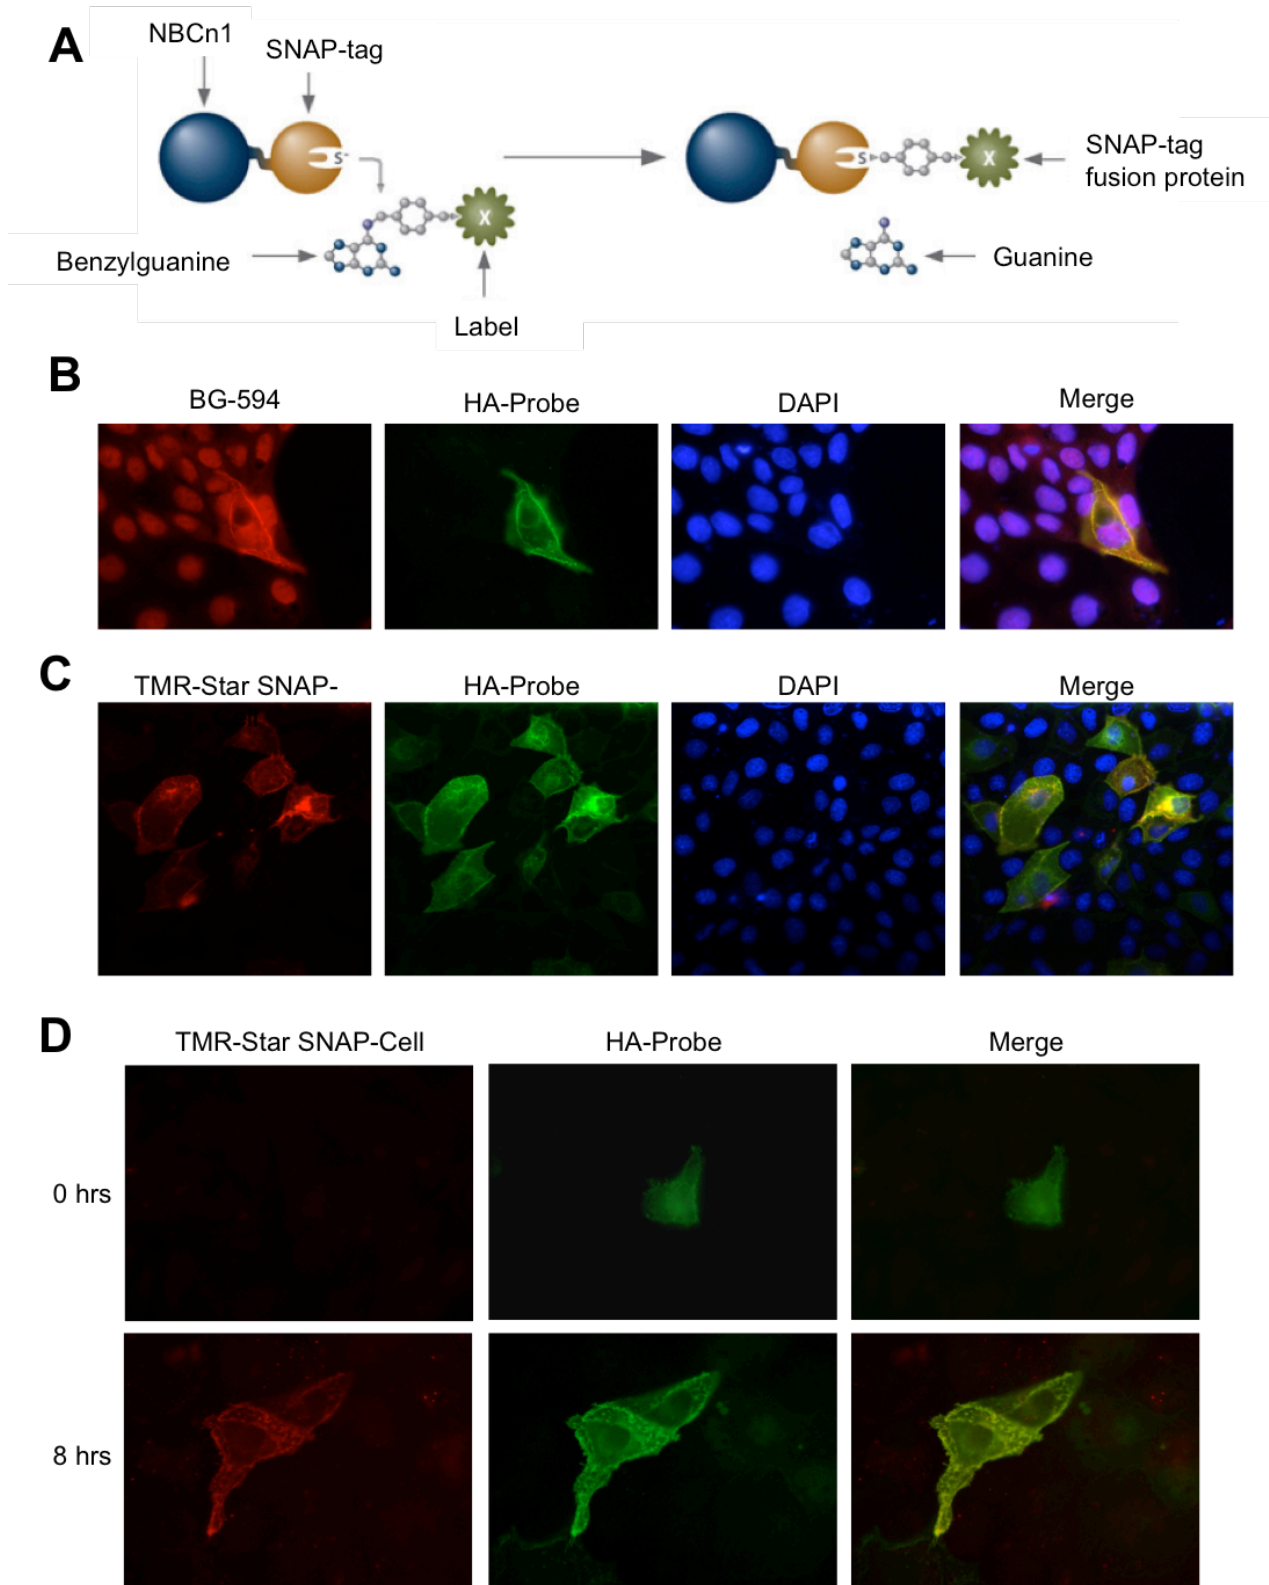 A
NBCn1
SNAP-tag
S-
X
Benzylguanine
Label
S
X
SNAP-tag
fusion protein
Guanine
B
BG-594
HA-Probe
DAPI
Merge
C
TMR-Star SNAP-
HA-Probe
DAPI
Merge
D
TMR-Star SNAP-Cell
HA-Probe
Merge
0 hrs
8 hrs